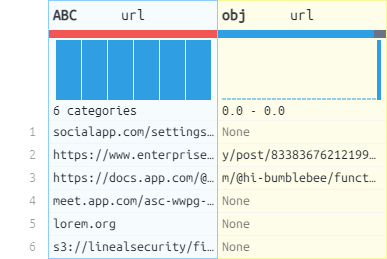 ABC url obj url
6 categories 0.0 - 0.0
1 socialapp.com/settings… None
2 https://www.enterprise… y/post/83383676212199…
3 https://docs.app.com/@… m/@hi-bumblebee/funct…
4 meet.app.com/asc-wwpg-… None
5 lorem.org None
6 s3://linealsecurity/fi… None